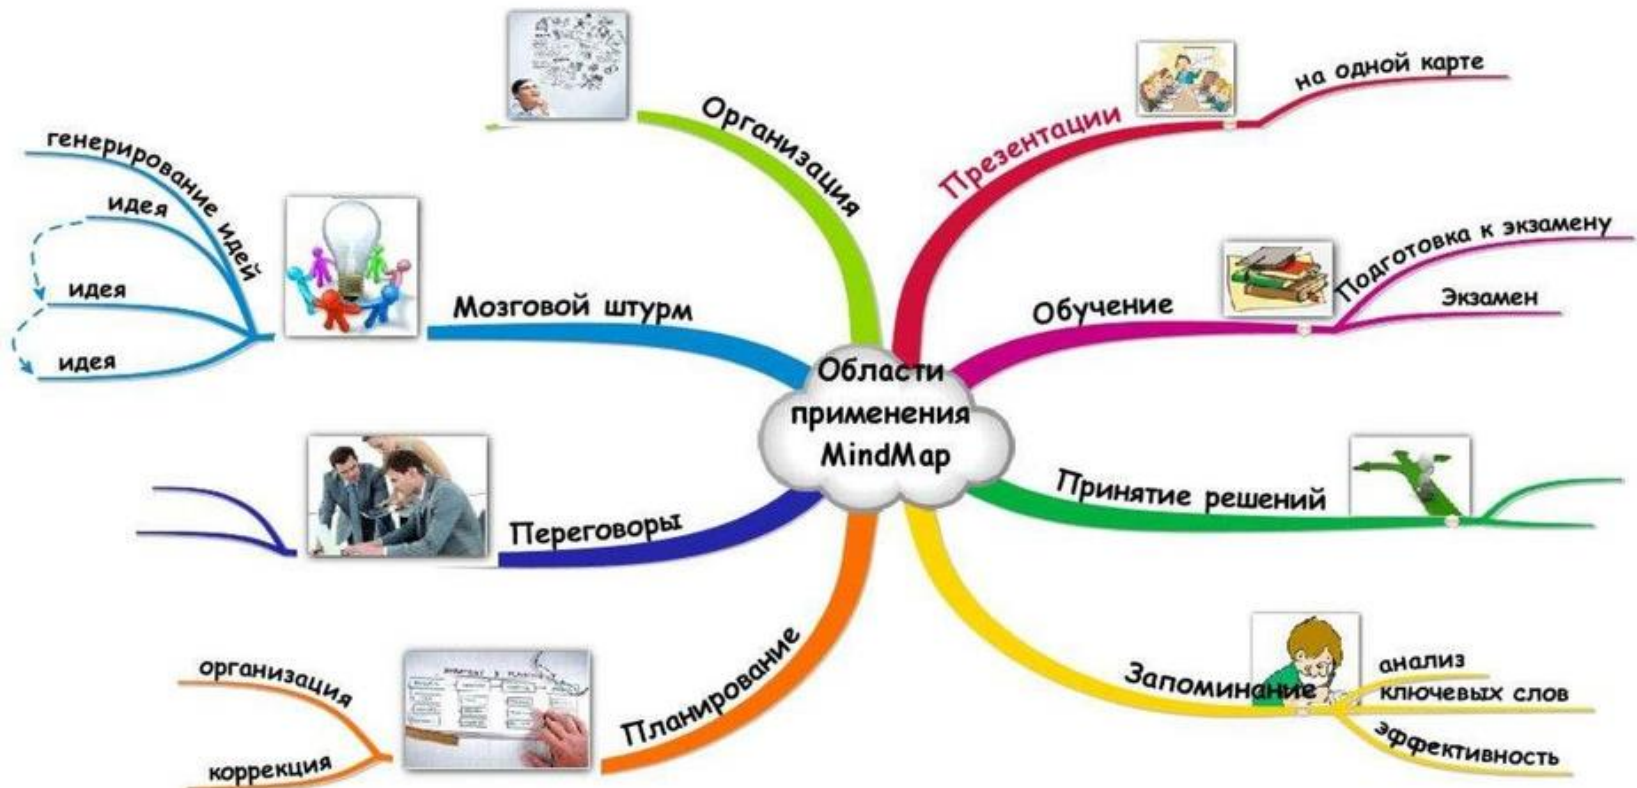 Области
применения
MindMap
Презентации
на одной карте
Обучение
Подготовка к экзамену
Экзамен
Принятие решений
Запоминание
анализ
ключевых слов
эффективность
Планирование
организация
коррекция
Переговоры
Мозговой штурм
генерирование идей
идея
идея
идея
Организация